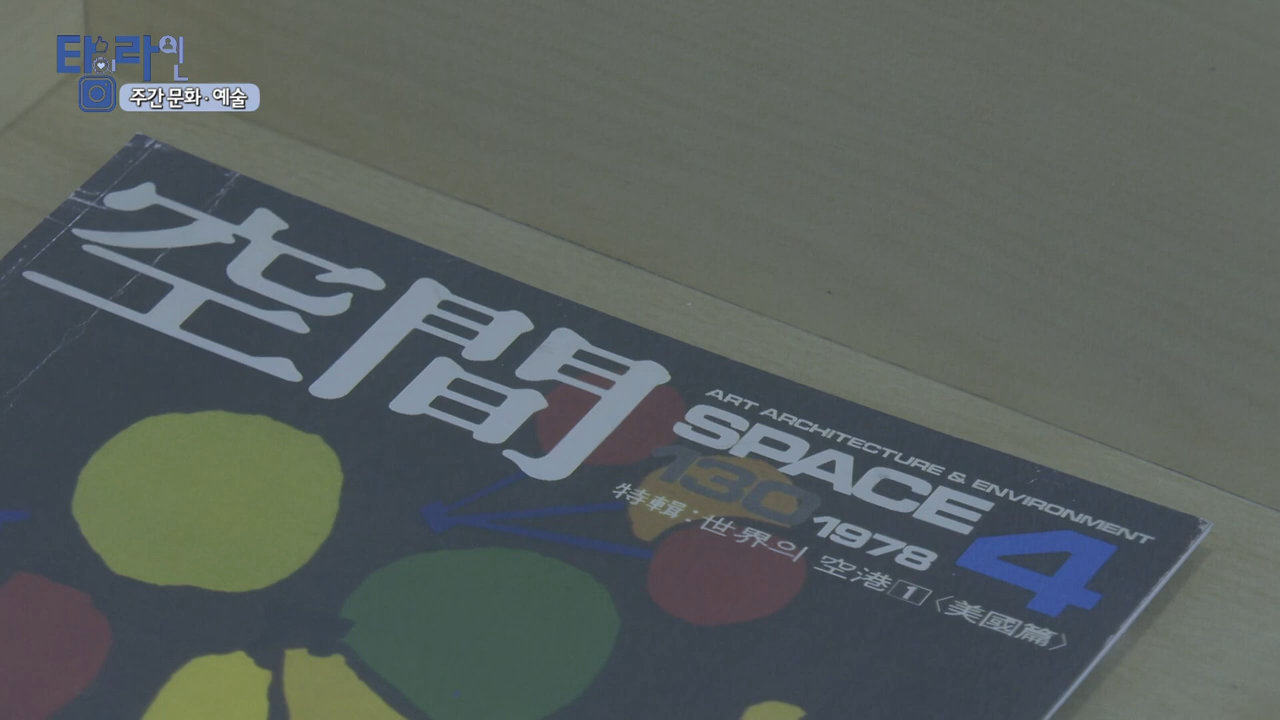 타임라인
주간 문화·예술
空間
ART ARCHITECTURE & ENVIRONMENT
SPACE
130
1978
4
特輯:世界의 空港1〈美國篇〉